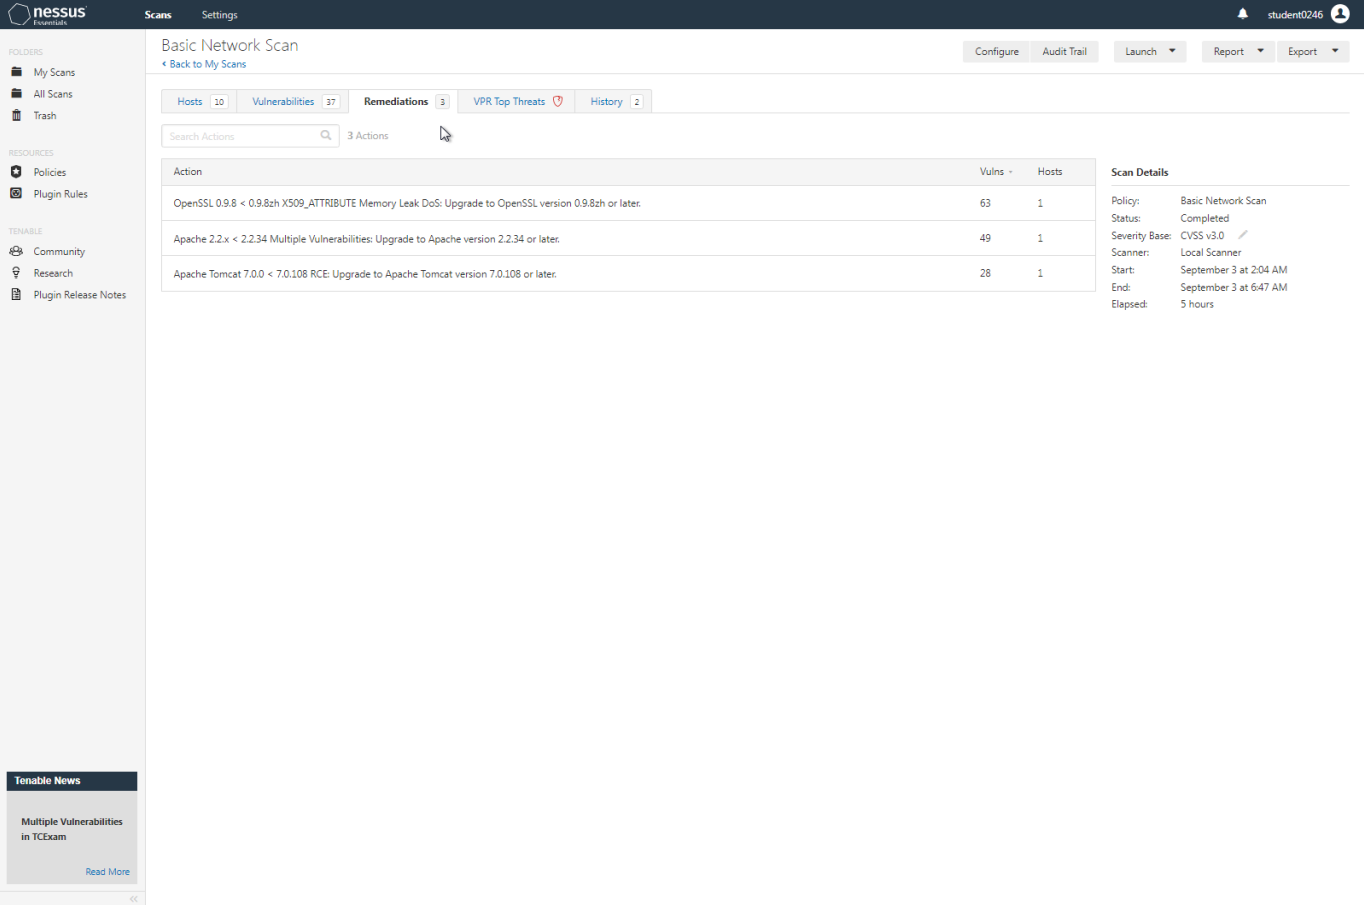 nessus
Essentials
Scans
Settings
student0246
FOLDERS
My Scans
All Scans
Trash
RESOURCES
Policies
Plugin Rules
TENABLE
Community
Research
Plugin Release Notes
Tenable News
Multiple Vulnerabilities
in TCExam
Read More
Basic Network Scan
Back to My Scans
Configure
Audit Trail
Launch
Report
Export
Hosts 10
Vulnerabilities 37
Remediations 3
VPR Top Threats
History 2
Search Actions
3 Actions
Action Vulns Hosts
OpenSSL 0.9.8 < 0.9.8zh X509_ATTRIBUTE Memory Leak DoS: Upgrade to OpenSSL version 0.9.8zh or later. 63 1
Apache 2.2.x < 2.2.34 Multiple Vulnerabilities: Upgrade to Apache version 2.2.34 or later. 49 1
Apache Tomcat 7.0.0 < 7.0.108 RCE: Upgrade to Apache Tomcat version 7.0.108 or later. 28 1
Scan Details
Policy: Basic Network Scan
Status: Completed
Severity Base: CVSS v3.0
Scanner: Local Scanner
Start: September 3 at 2:04 AM
End: September 3 at 6:47 AM
Elapsed: 5 hours